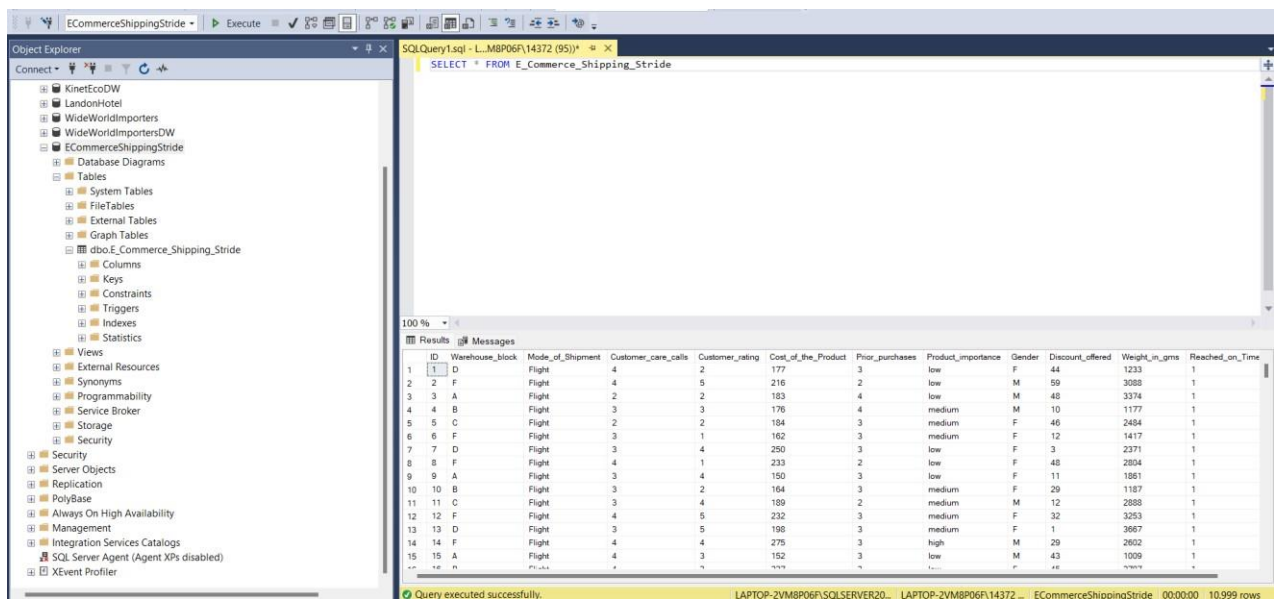 ECommerceShippingStride
Execute
Object Explorer
Connect
KinetEcoDW
LandonHotel
WideWorldImporters
WideWorldImportersDW
ECommerceShippingStride
Database Diagrams
Tables
System Tables
FileTables
External Tables
Graph Tables
dbo.E_Commerce_Shipping_Stride
Columns
Keys
Constraints
Triggers
Indexes
Statistics
Views
External Resources
Synonyms
Programmability
Service Broker
Storage
Security
Security
Server Objects
Replication
PolyBase
Always On High Availability
Management
Integration Services Catalogs
SQL Server Agent (Agent XPs disabled)
XEvent Profiler
SQLQuery1.sql - L...M8P06F\14372 (95))*
SELECT * FROM E_Commerce_Shipping_Stride
100 %
Results Messages
ID Warehouse_block Mode_of_Shipment Customer_care_calls Customer_rating Cost_of_the_Product Prior_purchases Product_importance Gender Discount_offered Weight_in_gms Reached_on_Time
1 1 D Flight 4 2 177 3 low F 44 1233 1
2 2 F Flight 4 5 216 2 low M 59 3088 1
3 3 A Flight 2 2 183 4 low M 48 3374 1
4 4 B Flight 3 3 176 4 medium M 10 1177 1
5 5 C Flight 2 2 184 3 medium F 46 2484 1
6 6 F Flight 3 1 162 3 medium F 12 1417 1
7 7 D Flight 3 4 250 3 low F 3 2371 1
8 8 F Flight 4 1 233 2 low F 48 2804 1
9 9 A Flight 3 4 150 3 low F 11 1861 1
10 10 B Flight 3 2 164 3 medium F 29 1187 1
11 11 C Flight 3 4 189 2 medium M 12 2888 1
12 12 F Flight 4 5 232 3 medium F 32 3253 1
13 13 D Flight 3 5 198 3 medium F 1 3667 1
14 14 F Flight 4 4 275 3 high M 29 2602 1
15 15 A Flight 4 3 152 3 low M 43 1009 1
Query executed successfully.
LAPTOP-2VM8P06F\SQLSERVER20... LAPTOP-2VM8P06F\14372 ... ECommerceShippingStride 00:00:00 10,999 rows